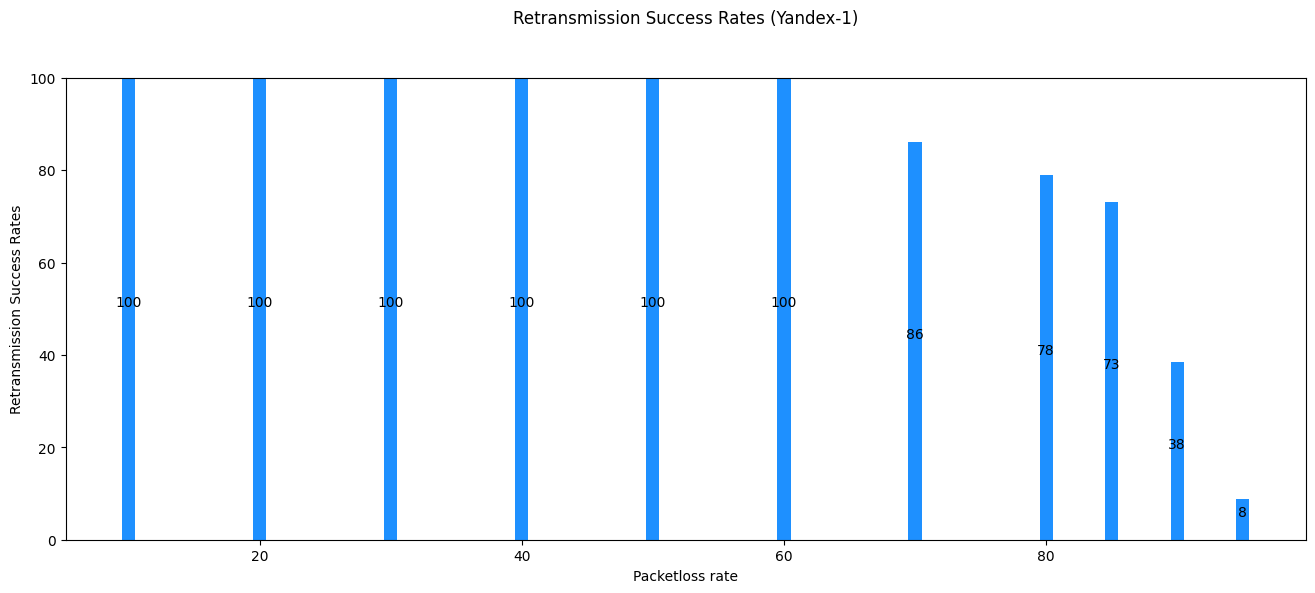 Retransmission Success Rates (Yandex-1)
100
80
60
40
20
0
Retransmission Success Rates
100 100 100 100 100 100
86
78
73
38
8
20 40 60 80
Packetloss rate